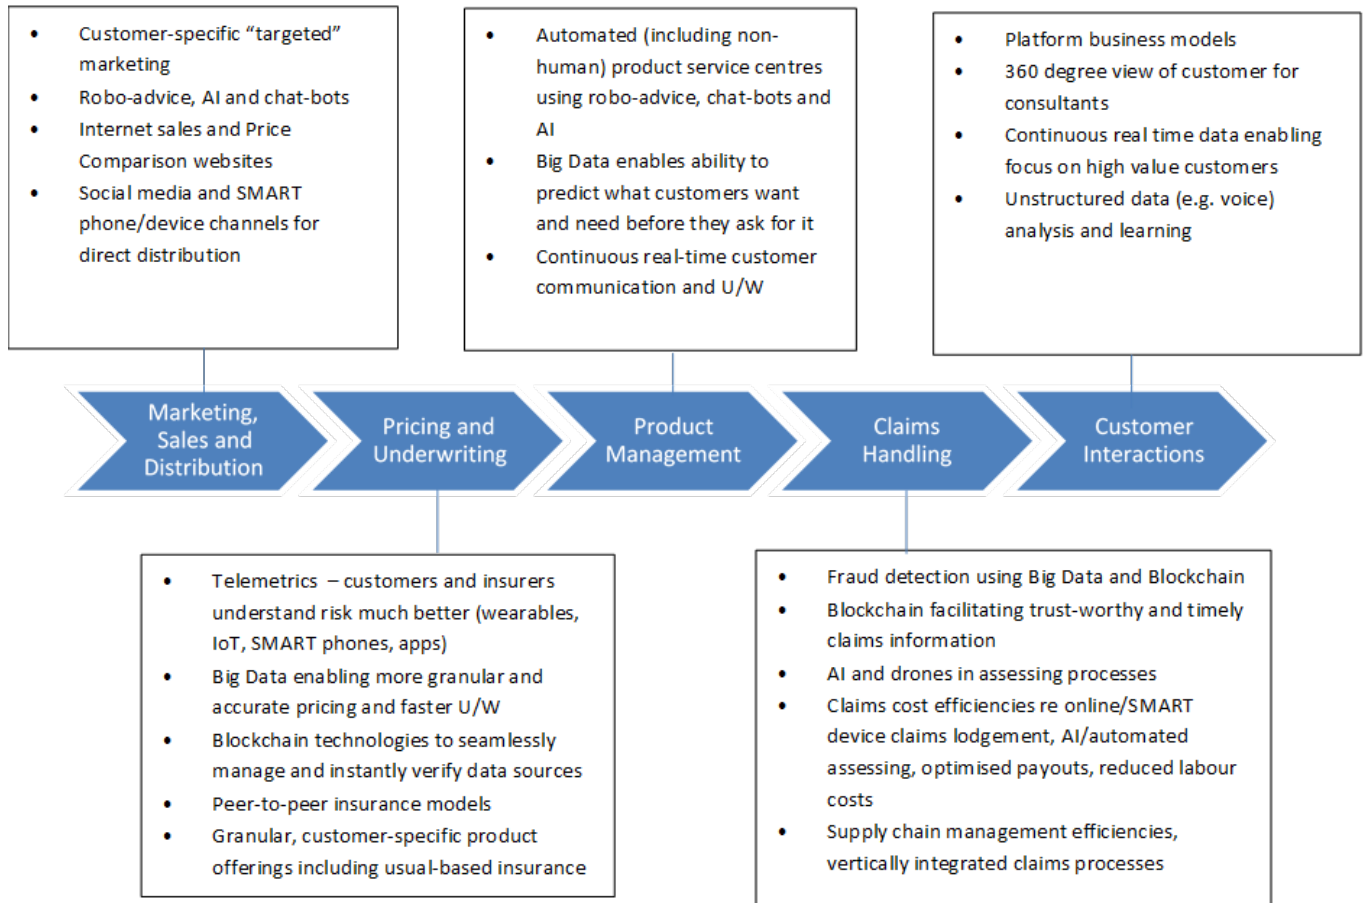 • Customer-specific “targeted”
marketing
• Robo-advice, AI and chat-bots
• Internet sales and Price
Comparison websites
• Social media and SMART
phone/device channels for
direct distribution
• Automated (including non-
human) product service centres
using robo-advice, chat-bots and
AI
• Big Data enables ability to
predict what customers want
and need before they ask for it
• Continuous real-time customer
communication and U/W
• Platform business models
• 360 degree view of customer for
consultants
• Continuous real time data enabling
focus on high value customers
• Unstructured data (e.g. voice)
analysis and learning
Marketing,
Sales and
Distribution
Pricing and
Underwriting
Product
Management
Claims
Handling
Customer
Interactions
• Telemetrics – customers and insurers
understand risk much better (wearables,
IoT, SMART phones, apps)
• Big Data enabling more granular and
accurate pricing and faster U/W
• Blockchain technologies to seamlessly
manage and instantly verify data sources
• Peer-to-peer insurance models
• Granular, customer-specific product
offerings including usual-based insurance
• Fraud detection using Big Data and Blockchain
• Blockchain facilitating trust-worthy and timely
claims information
• AI and drones in assessing processes
• Claims cost efficiencies re online/SMART
device claims lodgement, AI/automated
assessing, optimised payouts, reduced labour
costs
• Supply chain management efficiencies,
vertically integrated claims processes